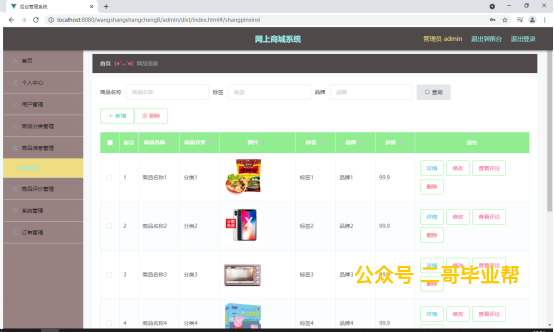 后台管理系统
localhost:8080/wangshangshangcheng8/admin/dist/index.html#/shangpinxinxi
网上商城系统
管理员 admin 退出到前台 退出登录
首页
个人中心
用户管理
商品分类管理
商品信息管理
商品评价管理
系统管理
订单管理
首页 (●'◡'●) 商品信息
商品名称 商品名称 标签 标签 品牌 品牌 查询
+ 新增 删除
索引 商品名称 商品分类 图片 标签 品牌 价格 操作
1 商品名称1 分类1 标签1 品牌1 99.9 详情 修改 查看评论
删除
2 商品名称2 分类2 标签2 品牌2 99.9 详情 修改 查看评论
删除
3 商品名称3 分类3 标签3 品牌3 99.9 详情 修改 查看评论
删除
公众号 二哥毕业帮
4 商品名称4 分类4 标签4 品牌4 99.9 详情 修改 查看评论